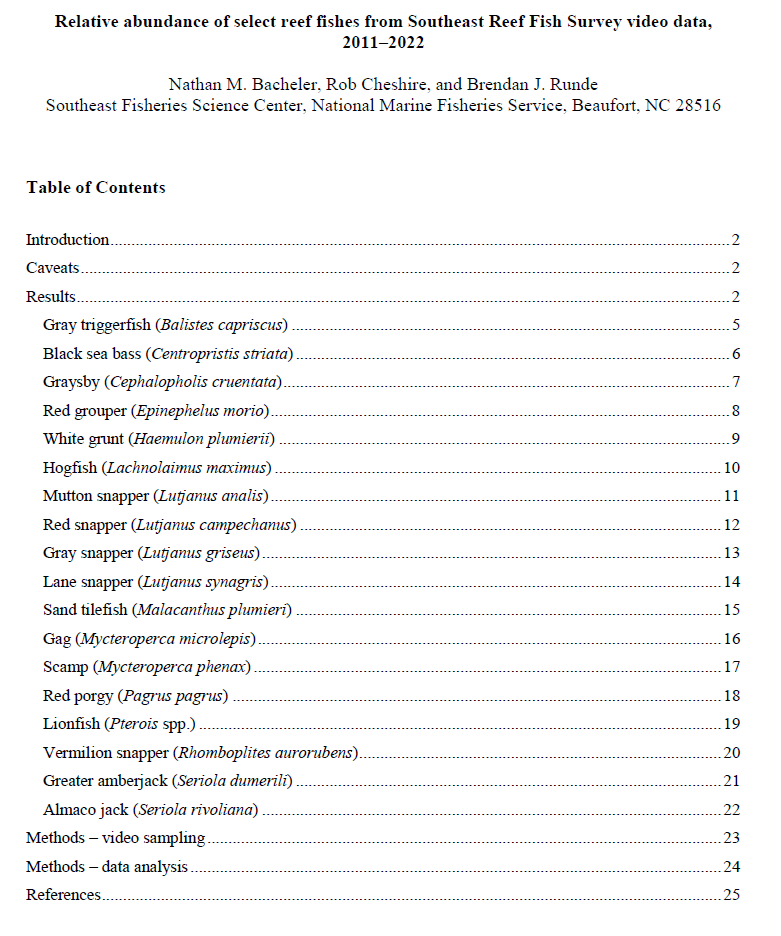 Relative abundance of select reef fishes from Southeast Reef Fish Survey video data,
2011–2022
Nathan M. Bacheler, Rob Cheshire, and Brendan J. Runde
Southeast Fisheries Science Center, National Marine Fisheries Service, Beaufort, NC 28516
Table of Contents
Introduction 2
Caveats 2
Results 2
Gray triggerfish (Balistes capriscus) 5
Black sea bass (Centropristis striata) 6
Graysby (Cephalopholis cruentata) 7
Red grouper (Epinephelus morio) 8
White grunt (Haemulon plumierii) 9
Hogfish (Lachnolaimus maximus) 10
Mutton snapper (Lutjanus analis) 11
Red snapper (Lutjanus campechanus) 12
Gray snapper (Lutjanus griseus) 13
Lane snapper (Lutjanus synagris) 14
Sand tilefish (Malacanthus plumieri) 15
Gag (Mycteroperca microlepis) 16
Scamp (Mycteroperca phenax) 17
Red porgy (Pagrus pagrus) 18
Lionfish (Pterois spp.) 19
Vermilion snapper (Rhomboplites aurorubens) 20
Greater amberjack (Seriola dumerili) 21
Almaco jack (Seriola rivoliana) 22
Methods – video sampling 23
Methods – data analysis 24
References 25